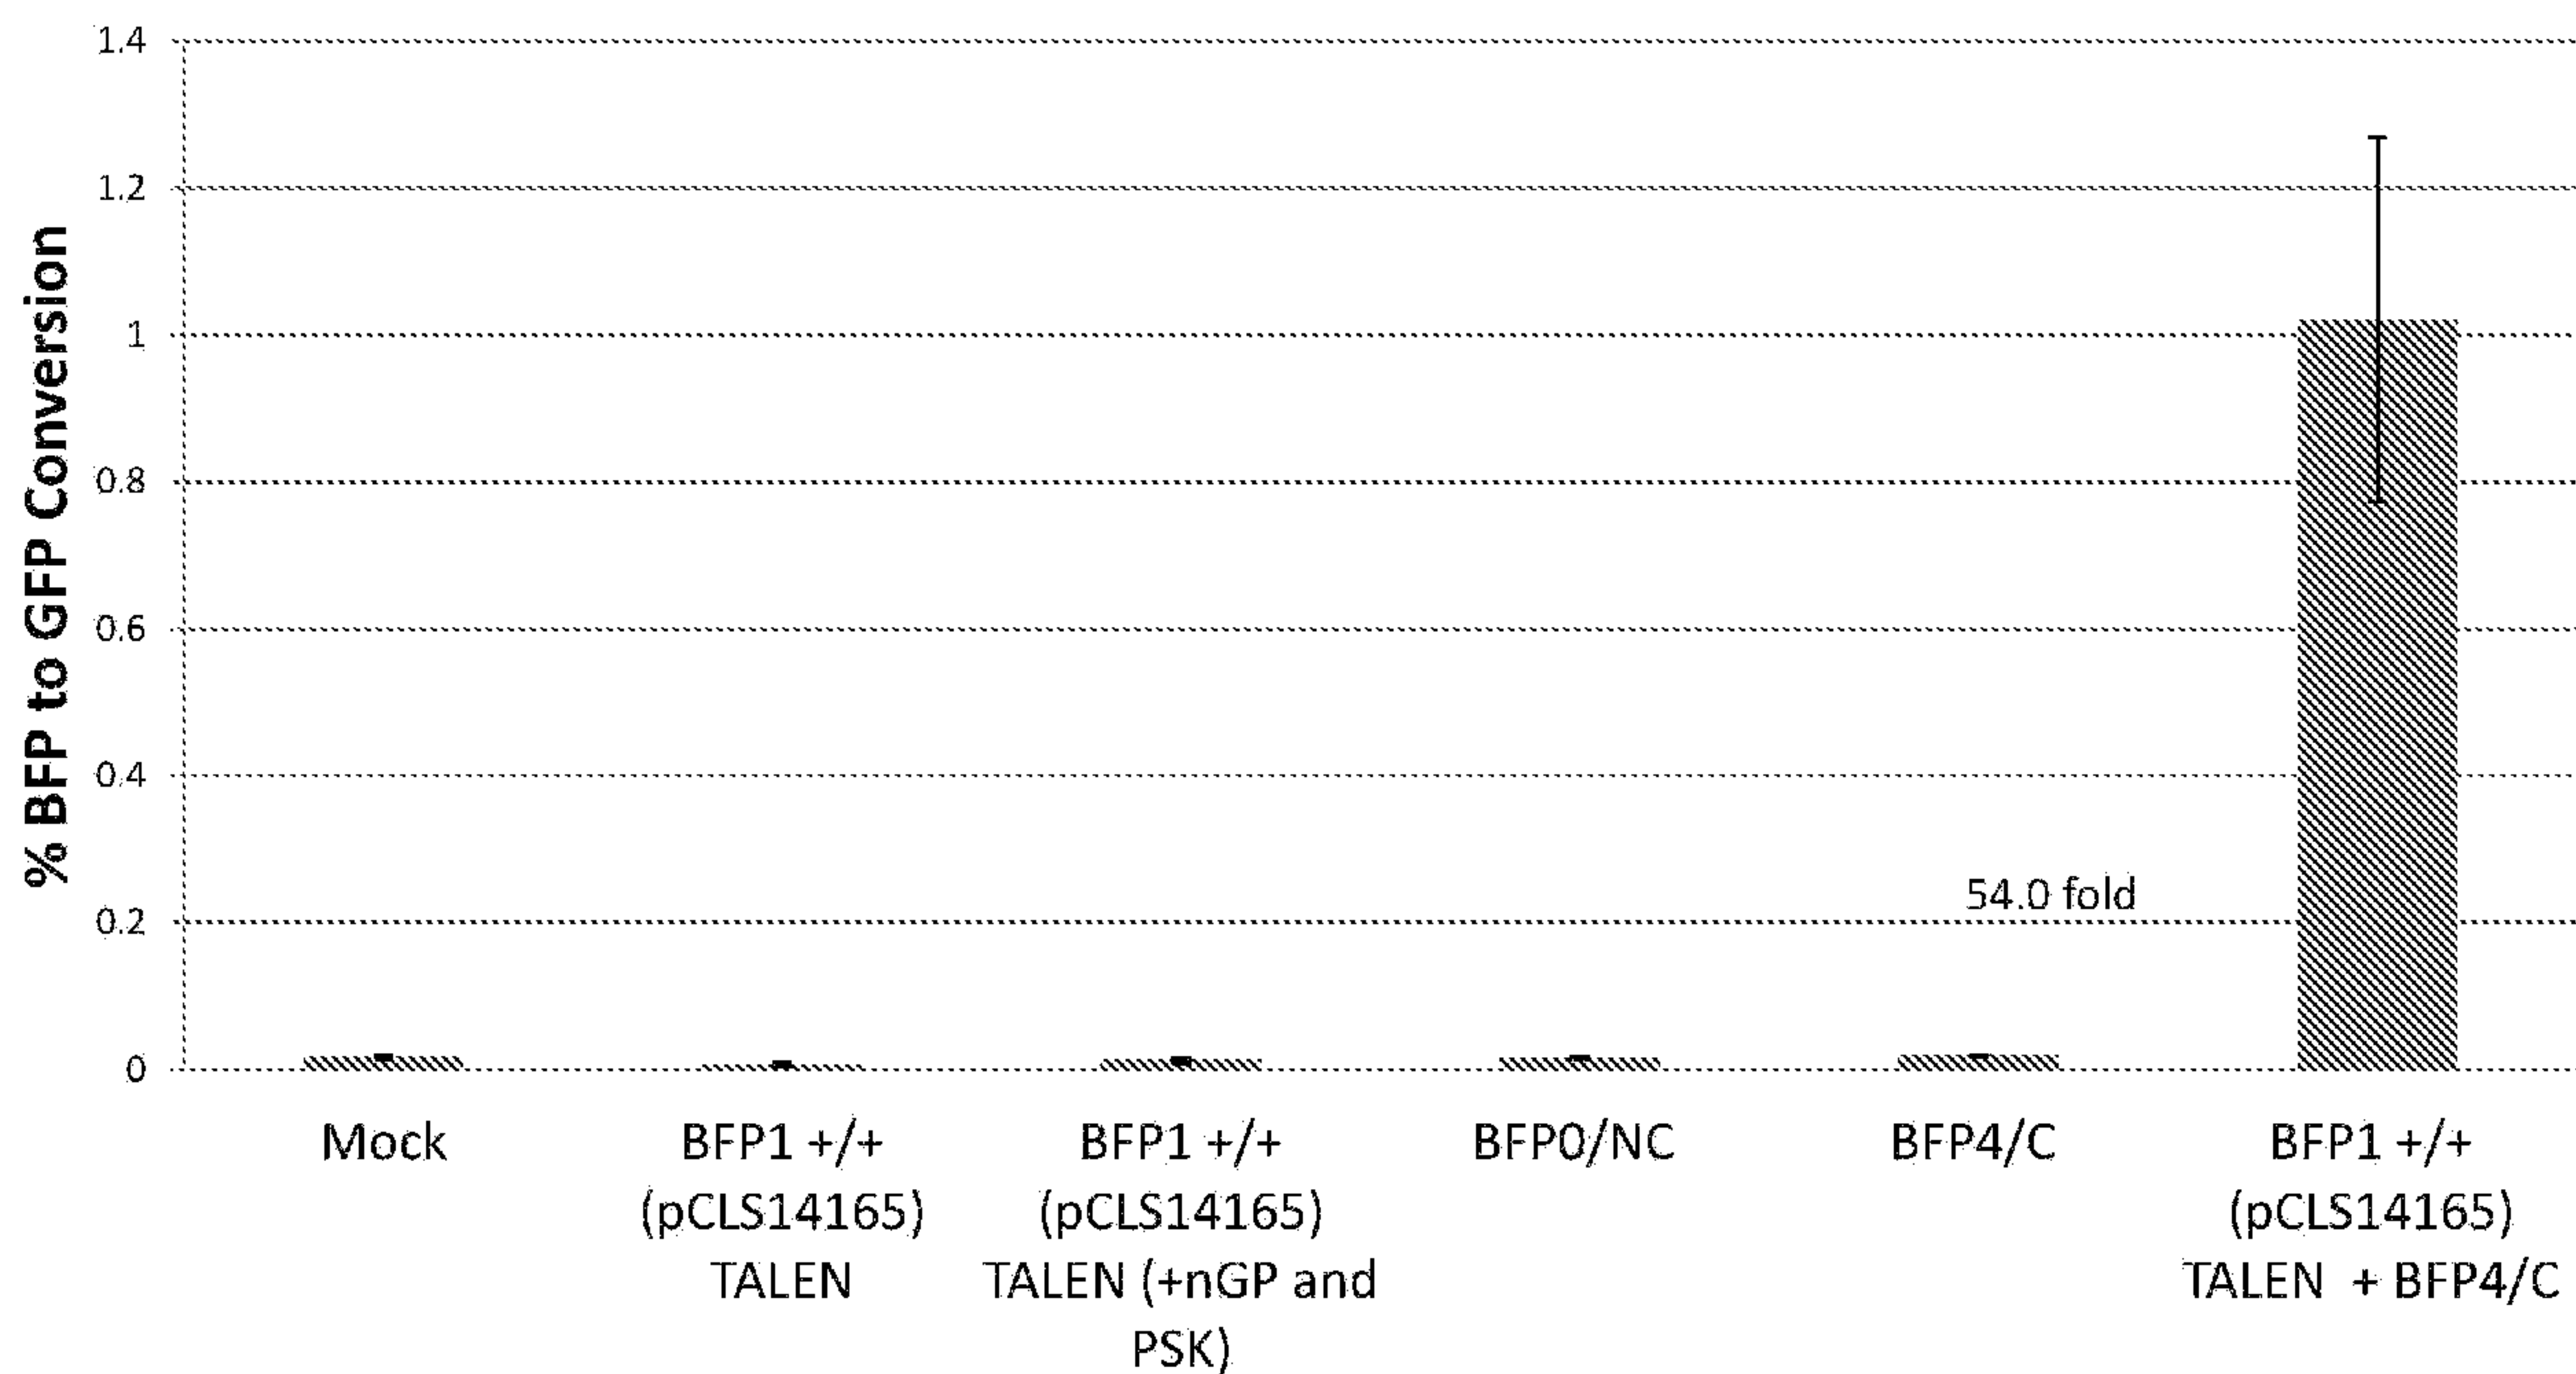 % BFP to GFP Conversion
1.4
1.2
1
0.8
0.6
0.4
0.2
0
54.0 fold
Mock
BFP1 +/+
(pCLS14165)
TALEN
BFP1 +/+
(pCLS14165)
TALEN (+nGP and
PSK)
BFP0/NC
BFP4/C
BFP1 +/+
(pCLS14165)
TALEN + BFP4/C